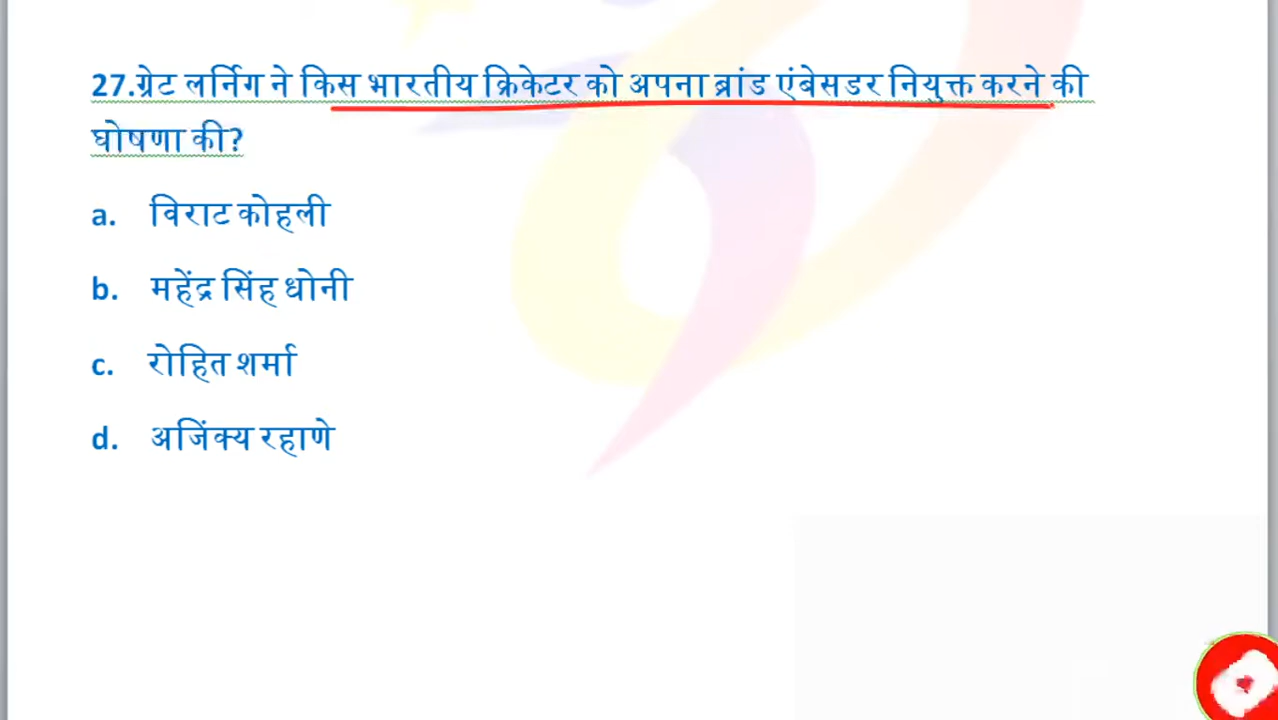 27.ग्रेट लर्निग ने किस भारतीय क्रिकेटर को अपना ब्रांड एंबेसडर नियुक्त करने की
घोषणा की?
a. विराट कोहली
b. महेंद्र सिंह धोनी
c. रोहित शर्मा
d. अजिंक्य रहाणे